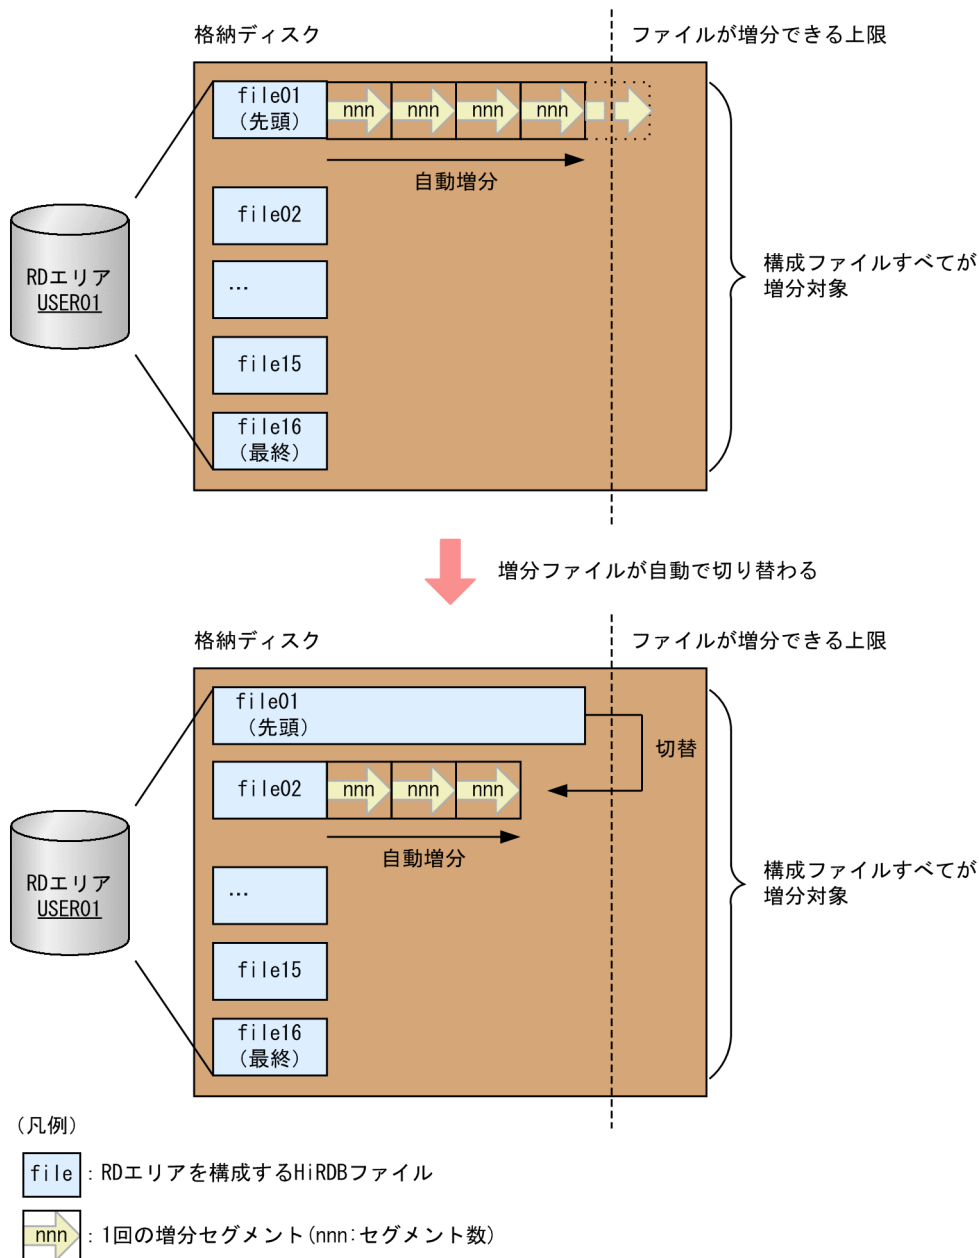 格納ディスク
ファイルが増分できる上限
file01
(先頭)
nnn
nnn
nnn
nnn
自動増分
file02
…
file15
file16
(最終)
RDエリア
USER01
構成ファイルすべてが
増分対象
増分ファイルが自動で切り替わる
格納ディスク
ファイルが増分できる上限
file01
(先頭)
切替
file02
nnn
nnn
nnn
自動増分
…
file15
file16
(最終)
RDエリア
USER01
構成ファイルすべてが
増分対象
(凡例)
file : RDエリアを構成するHiRDBファイル
nnn : 1回の増分セグメント(nnn:セグメント数)